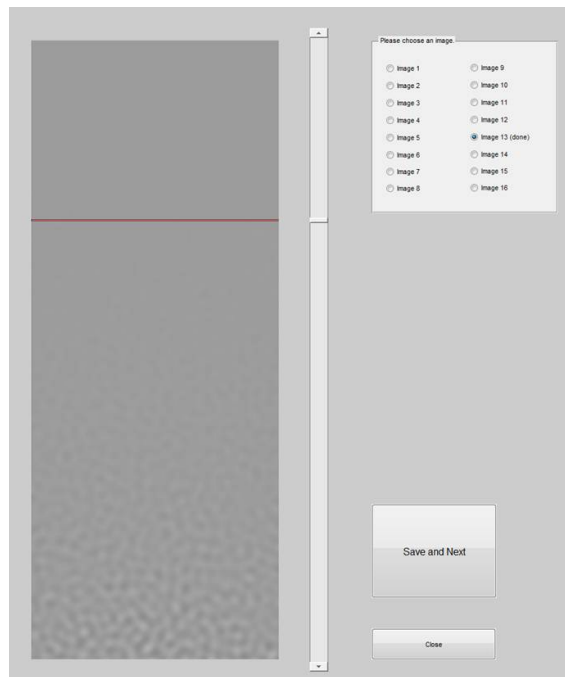 Please choose an image.
Image 1
Image 2
Image 3
Image 4
Image 5
Image 6
Image 7
Image 8
Image 9
Image 10
Image 11
Image 12
Image 13 (done)
Image 14
Image 15
Image 16
Save and Next
Close